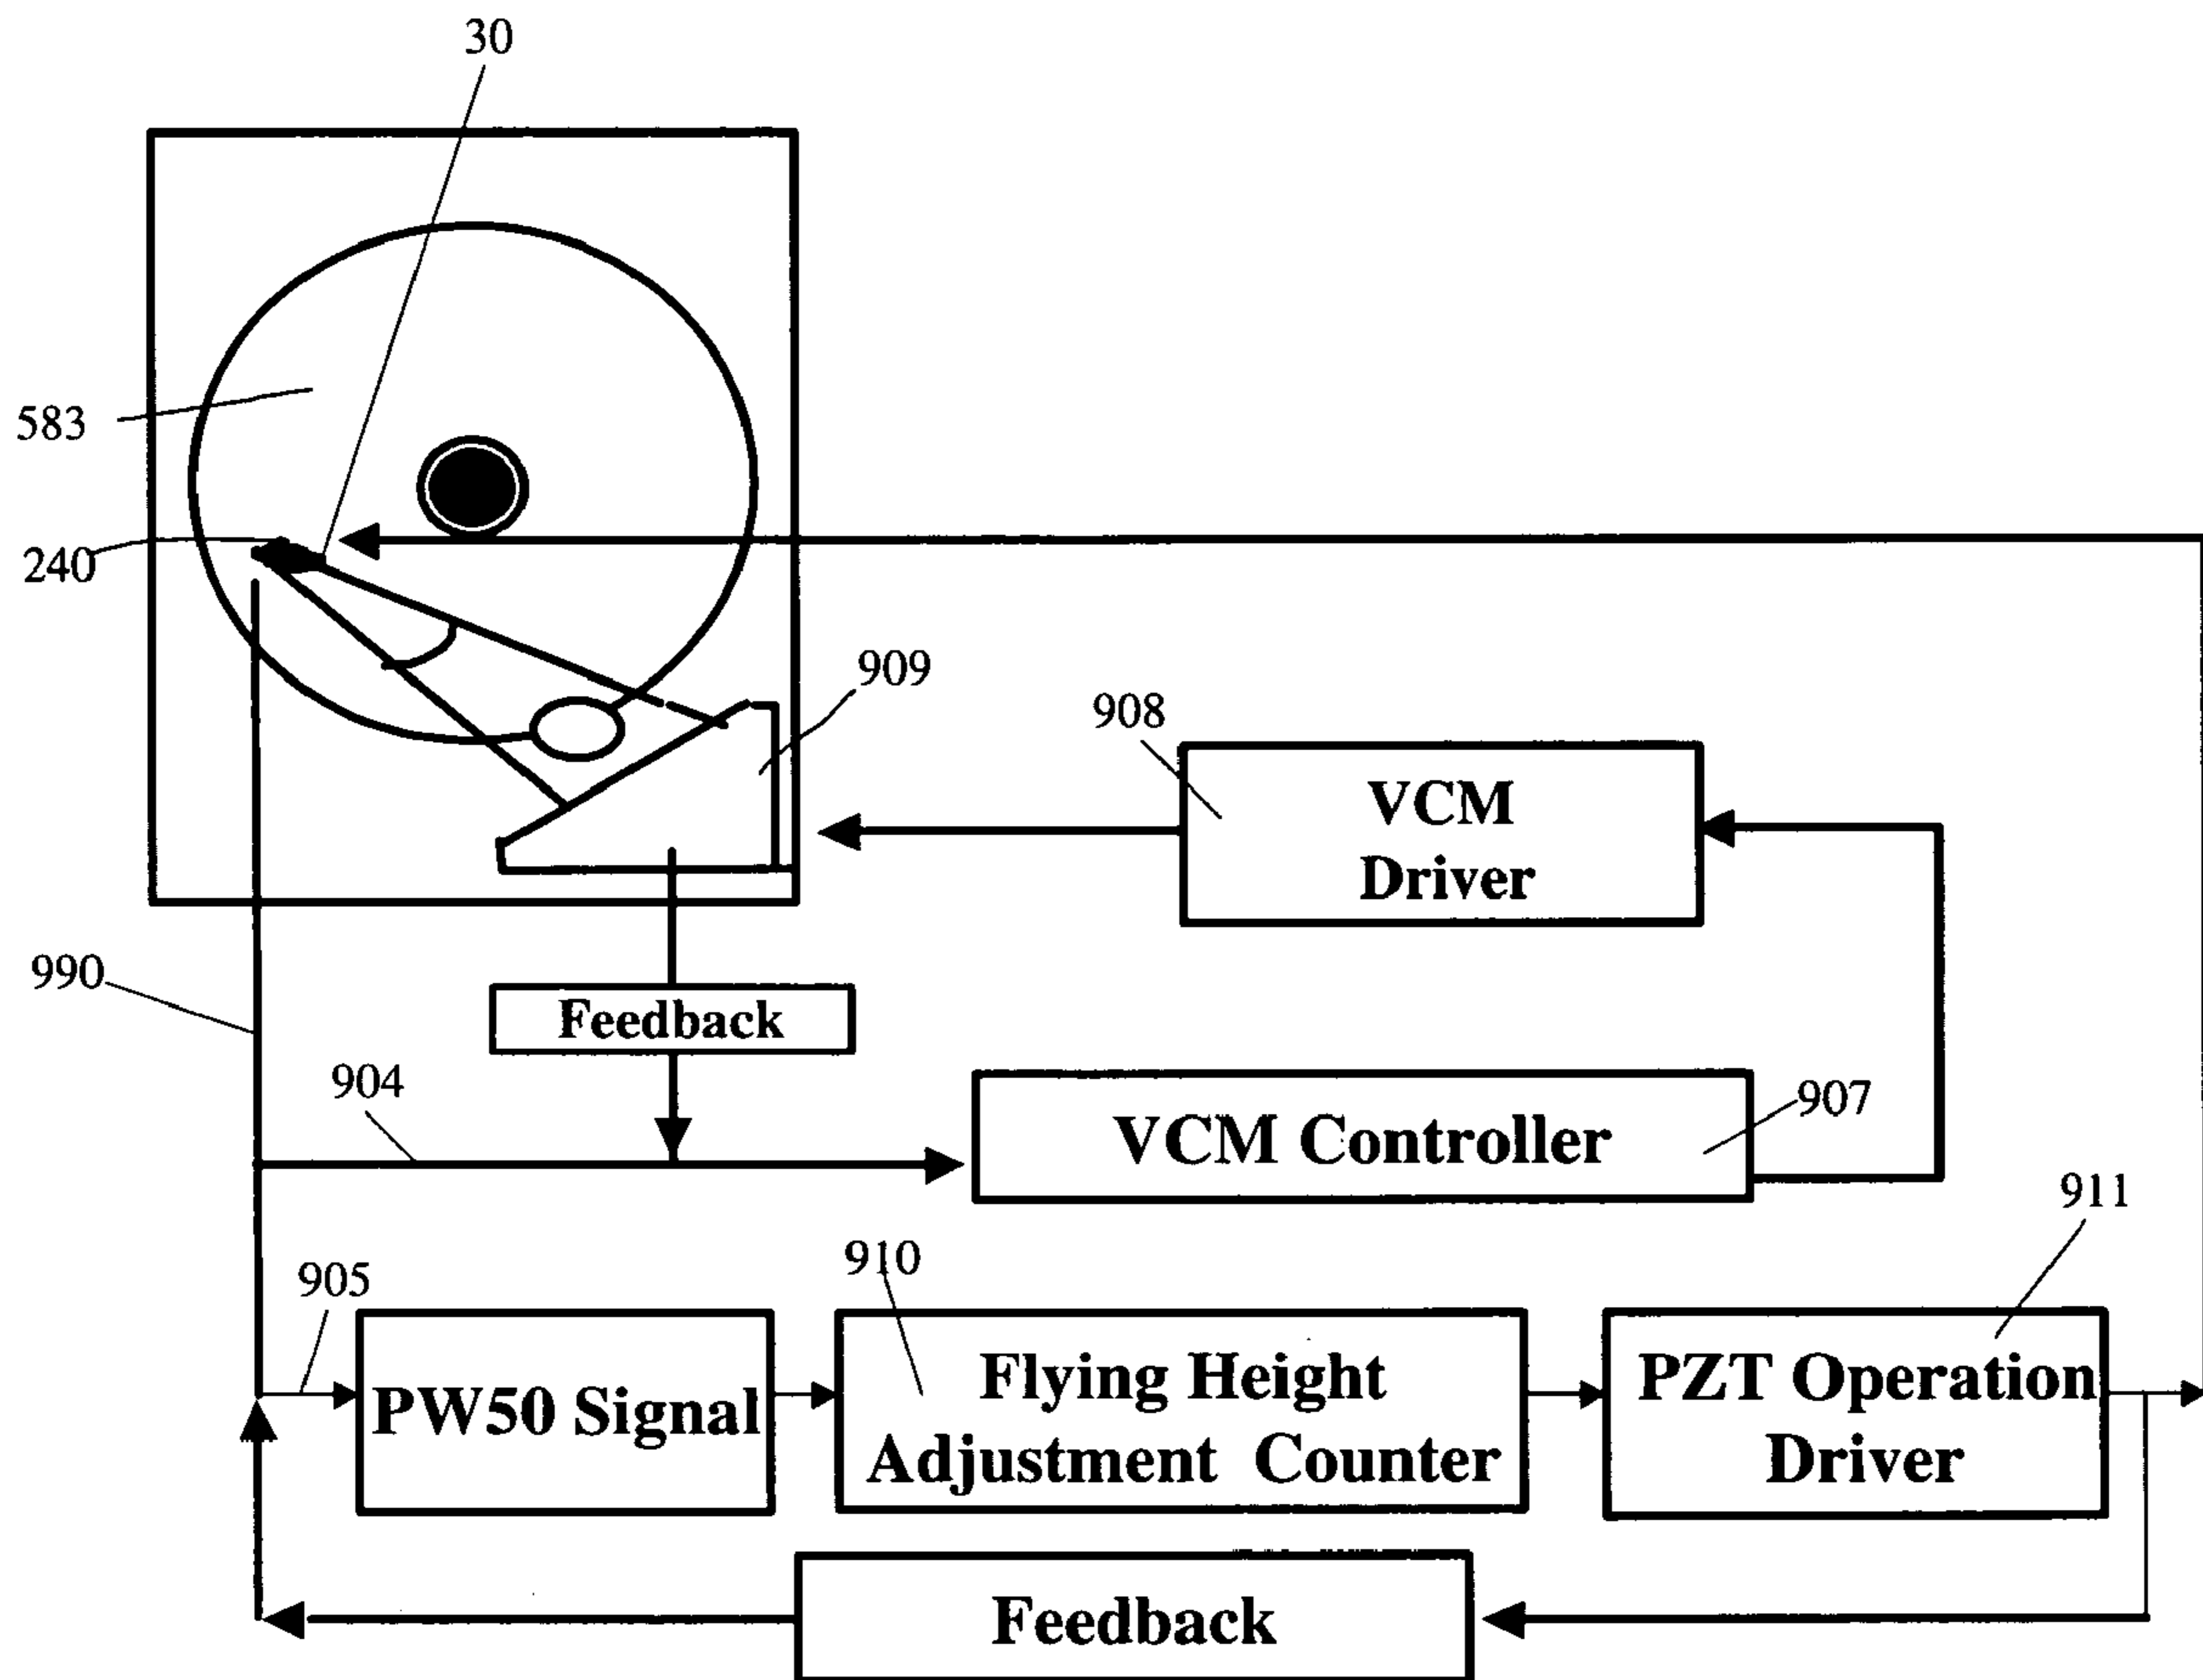 30
583
240
909
908
VCM
Driver
990
Feedback
904
VCM Controller
907
911
910
905
PW50 Signal
Flying Height
Adjustment Counter
PZT Operation
Driver
Feedback